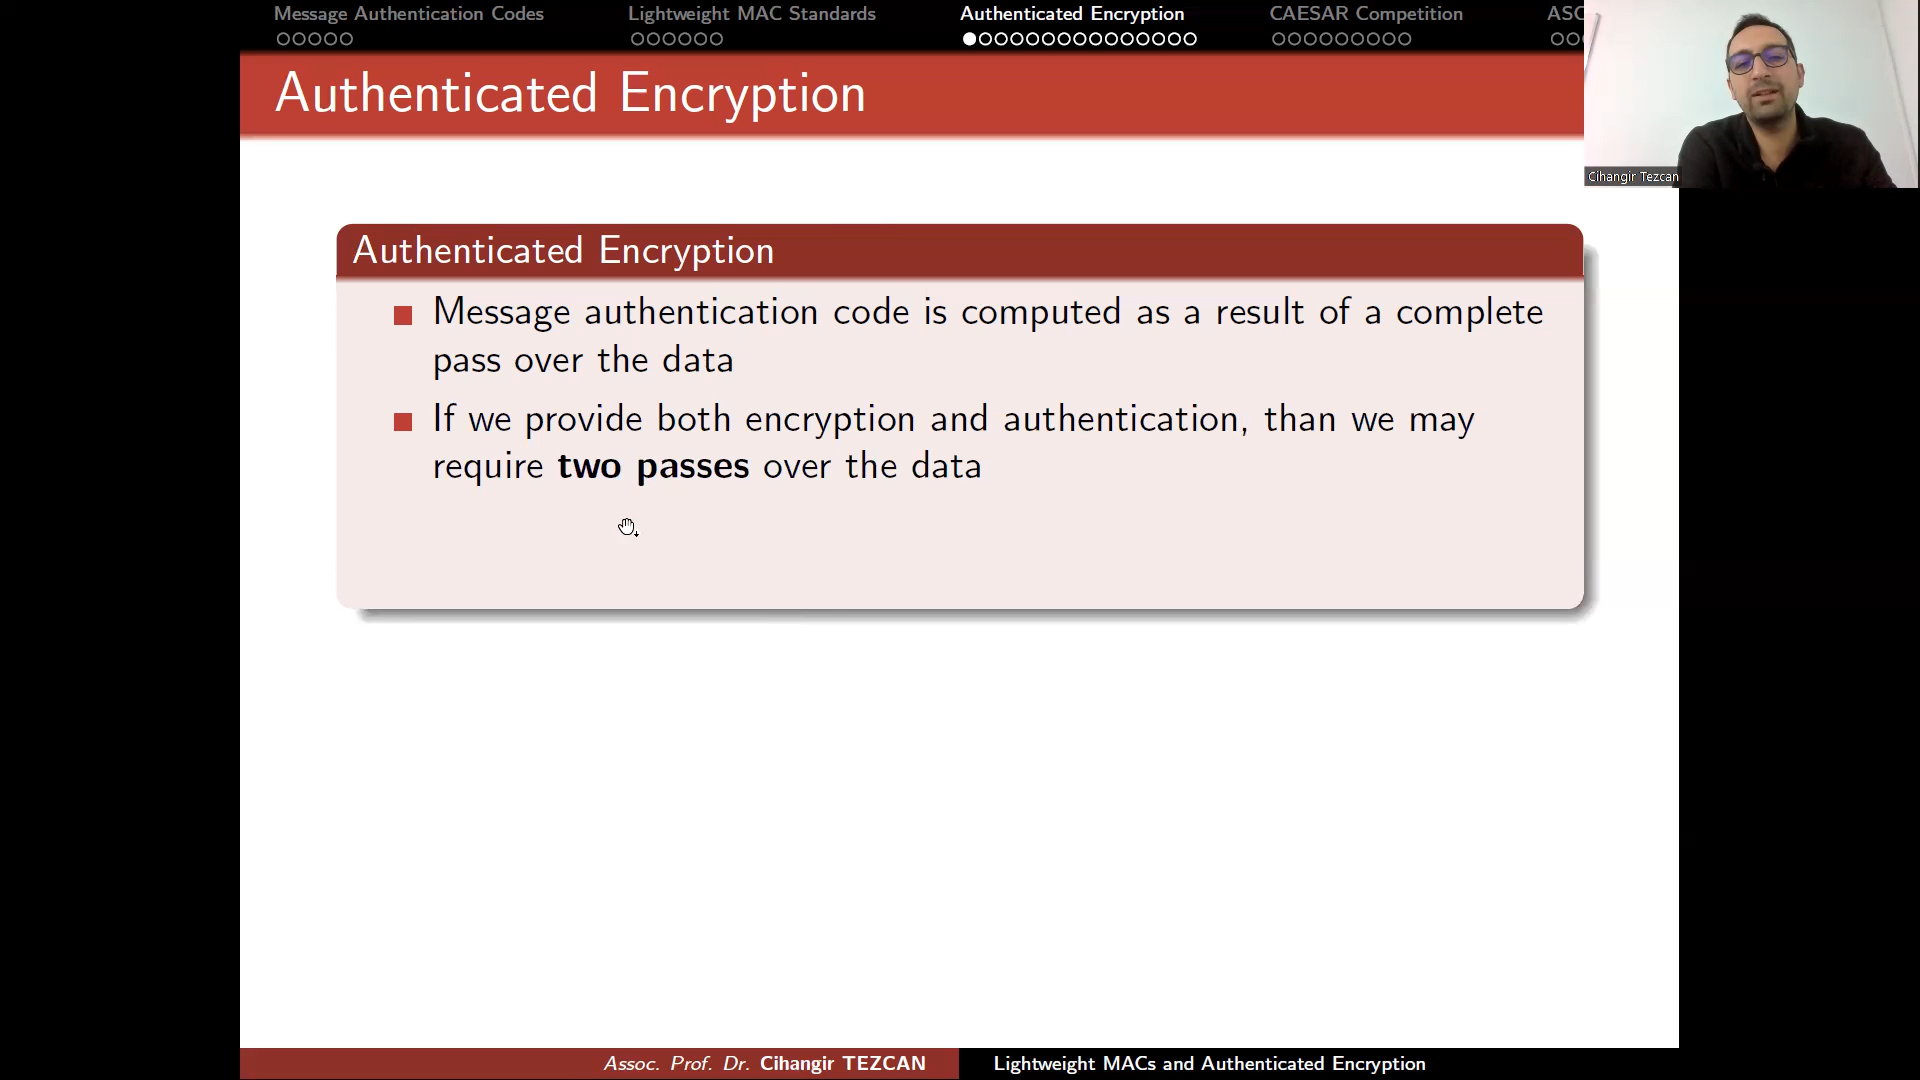 Message Authentication Codes Lightweight MAC Standards Authenticated Encryption CAESAR Competition ASC
Authenticated Encryption
Cihangir Tezcan
Authenticated Encryption
Message authentication code is computed as a result of a complete
pass over the data
If we provide both encryption and authentication, than we may
require two passes over the data
Assoc. Prof. Dr. Cihangir TEZCAN Lightweight MACs and Authenticated Encryption